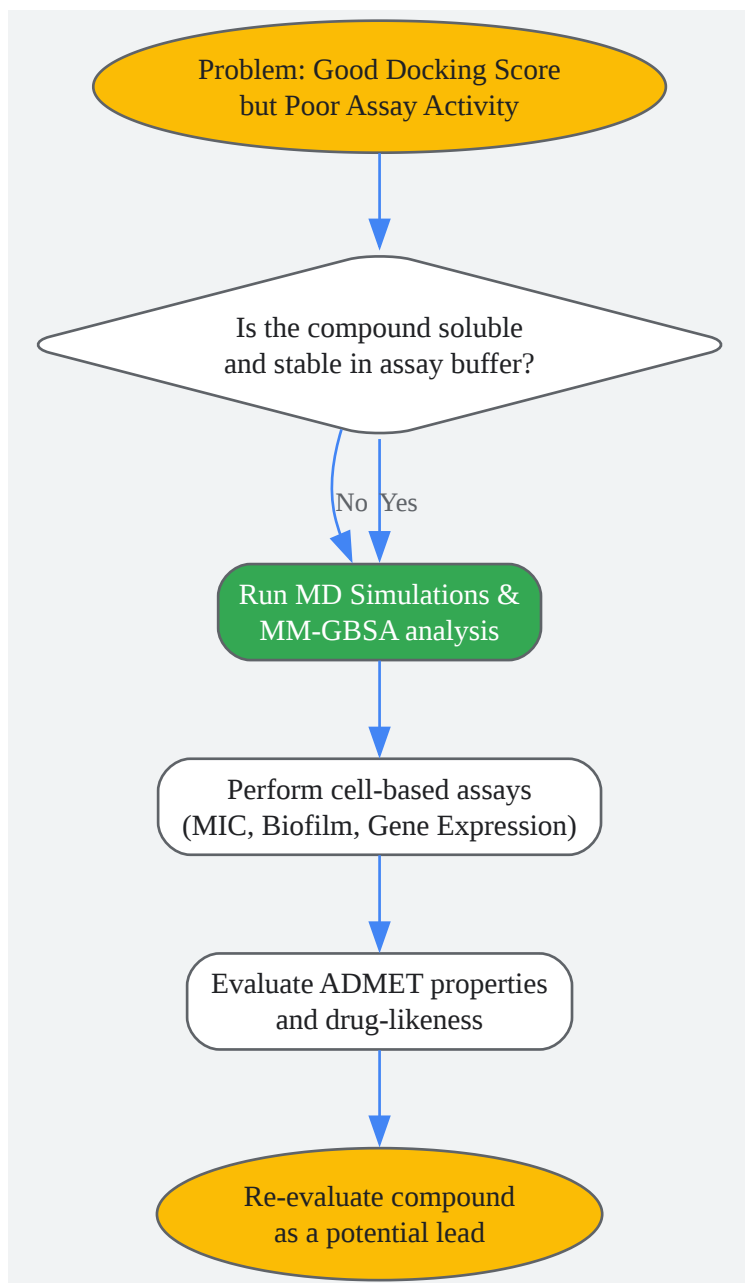 Problem: Good Docking Score
but Poor Assay Activity
Is the compound soluble
and stable in assay buffer?
No Yes
Run MD Simulations &
MM-GBSA analysis
Perform cell-based assays
(MIC, Biofilm, Gene Expression)
Evaluate ADMET properties
and drug-likeness
Re-evaluate compound
as a potential lead